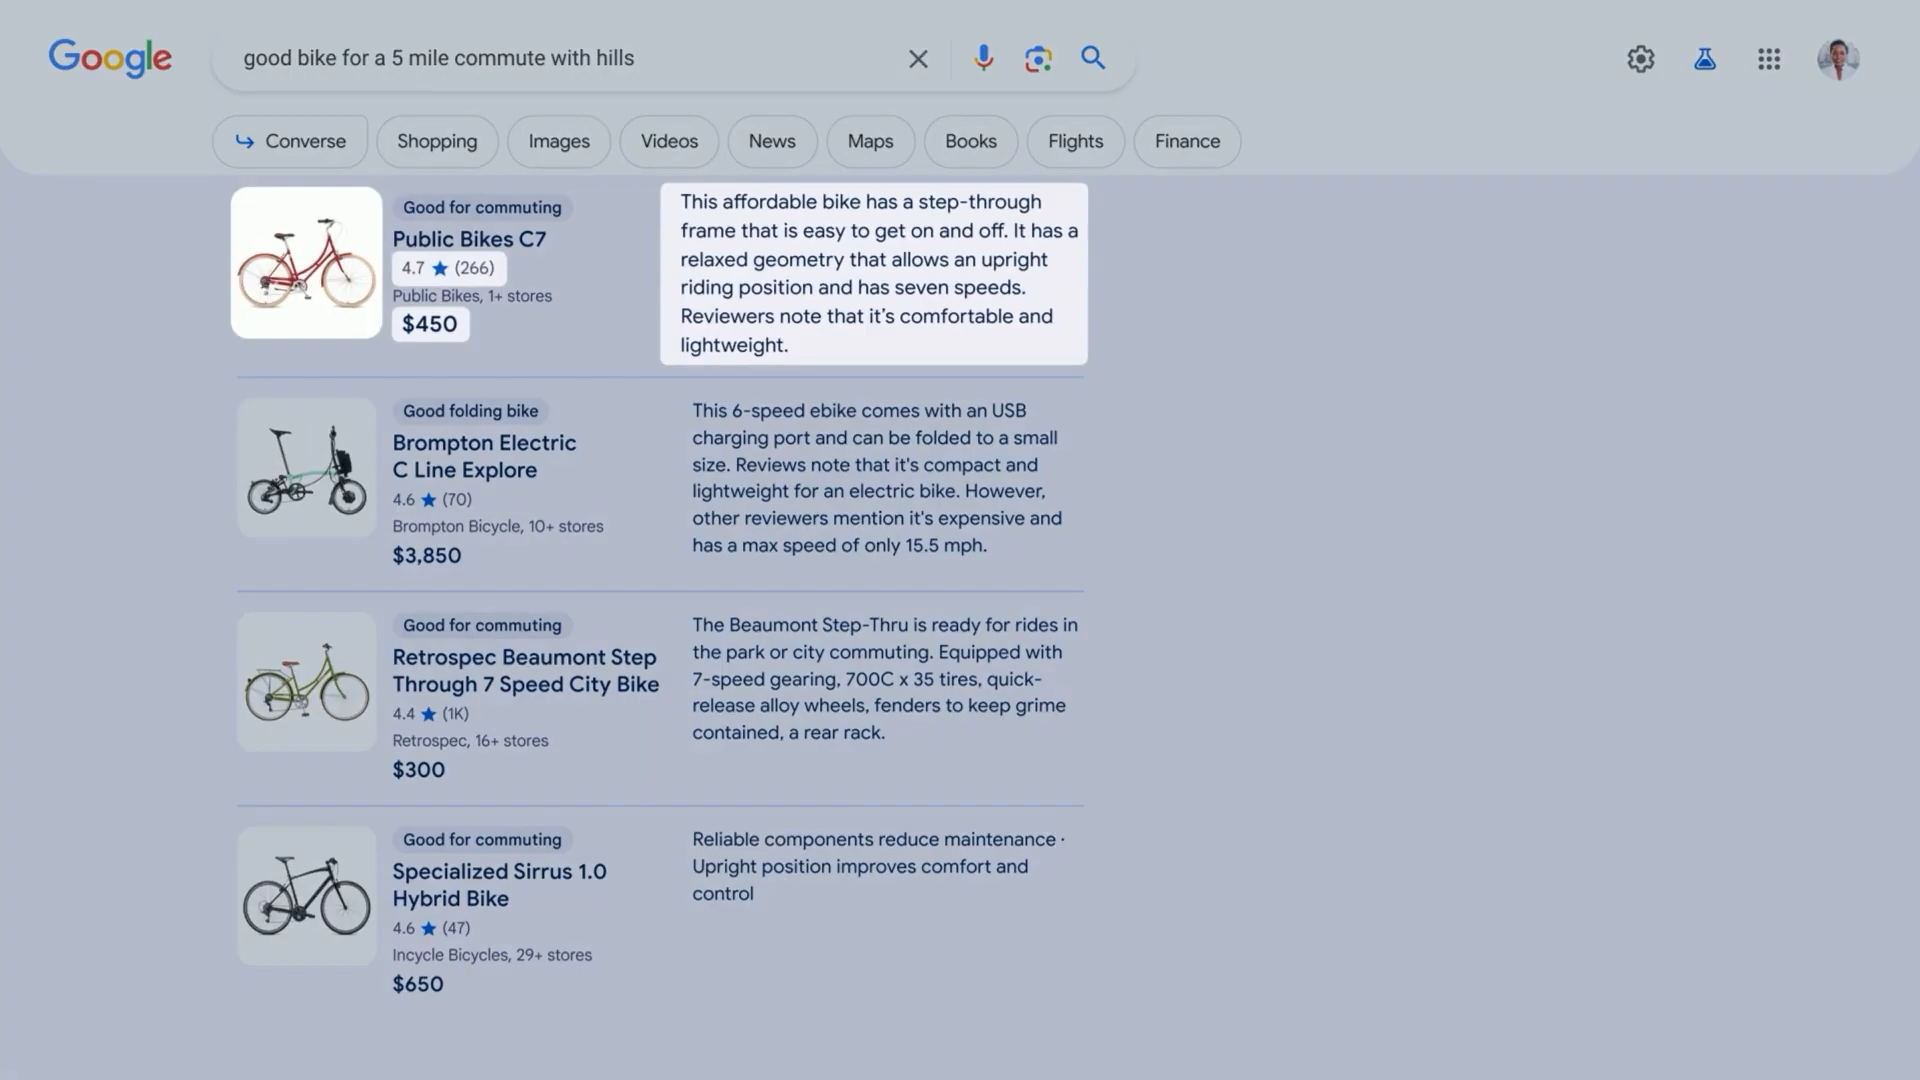 Google
good bike for a 5 mile commute with hills
Converse
Shopping
Images
Videos
News
Maps
Books
Flights
Finance
Good for commuting
Public Bikes C7
4.7 ★ (266)
Public Bikes, 1+ stores
$450
This affordable bike has a step-through
frame that is easy to get on and off. It has a
relaxed geometry that allows an upright
riding position and has seven speeds.
Reviewers note that it’s comfortable and
lightweight.
Good folding bike
Brompton Electric
C Line Explore
4.6 ★ (70)
Brompton Bicycle, 10+ stores
$3,850
This 6-speed ebike comes with an USB
charging port and can be folded to a small
size. Reviews note that it's compact and
lightweight for an electric bike. However,
other reviewers mention it's expensive and
has a max speed of only 15.5 mph.
Good for commuting
Retrospec Beaumont Step
Through 7 Speed City Bike
4.4 ★ (1K)
Retrospec, 16+ stores
$300
The Beaumont Step-Thru is ready for rides in
the park or city commuting. Equipped with
7-speed gearing, 700C x 35 tires, quick-
release alloy wheels, fenders to keep grime
contained, a rear rack.
Good for commuting
Specialized Sirrus 1.0
Hybrid Bike
4.6 ★ (47)
Incycle Bicycles, 29+ stores
$650
Reliable components reduce maintenance ·
Upright position improves comfort and
control